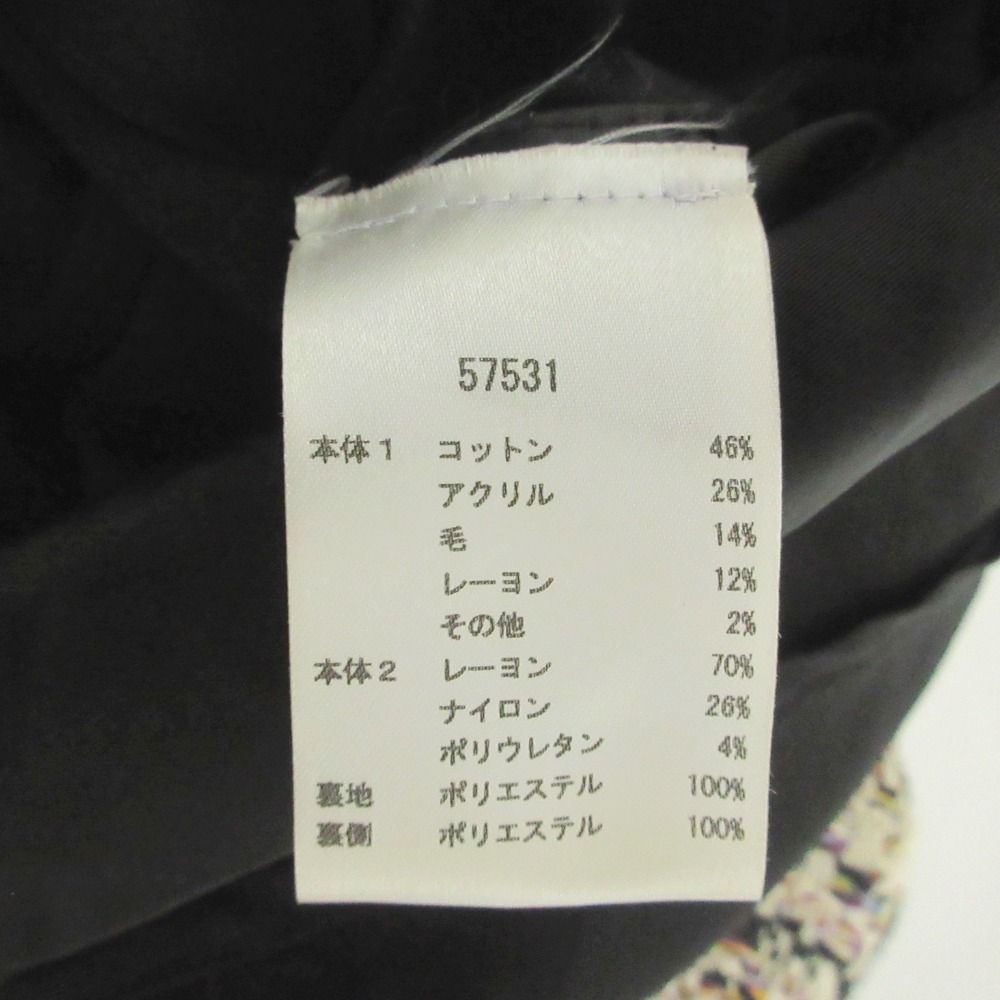 57531
本体1 コットン 46%
アクリル 26%
毛 14%
レーヨン 12%
その他 2%
本体2 レーヨン 70%
ナイロン 26%
ポリウレタン 4%
裏地 ポリエステル 100%
裏側 ポリエステル 100%